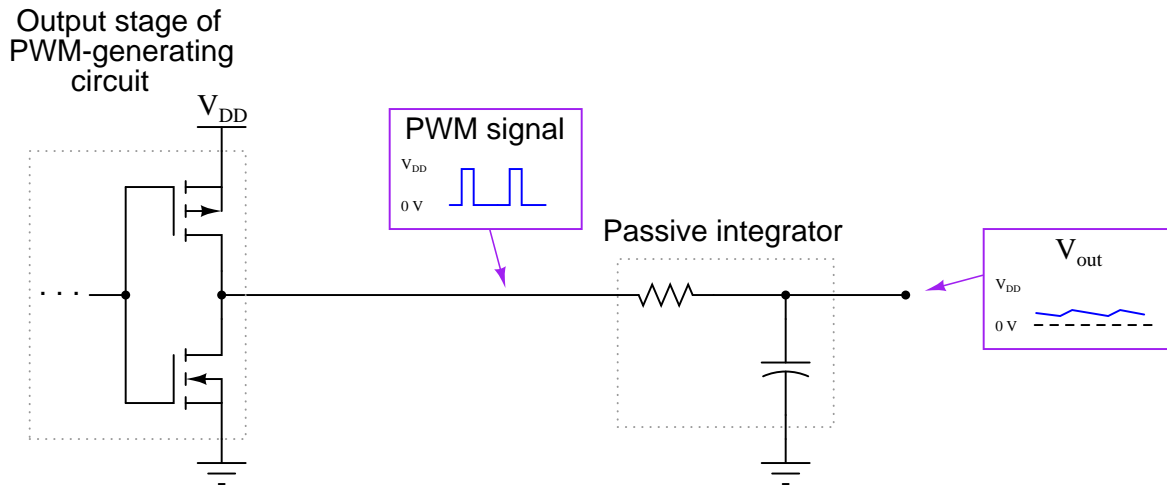 Output stage of
PWM-generating
circuit
VDD
. . .
PWM signal
VDD
0 V
Passive integrator
Vout
VDD
0 V